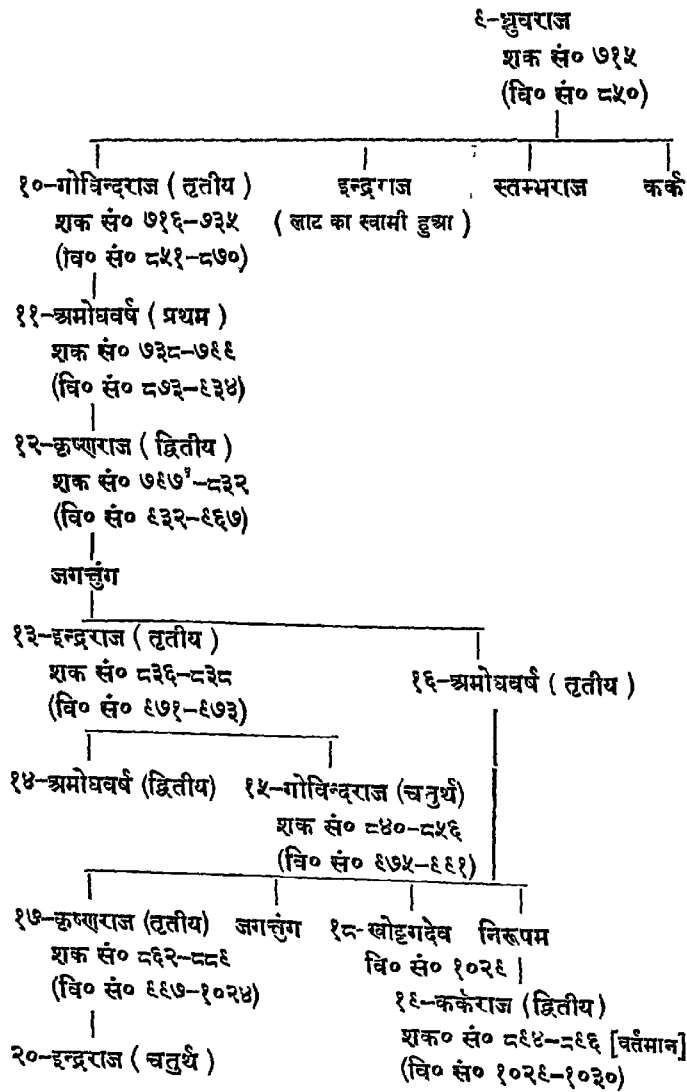 ९-ध्रुवराज
शक सं० ७१५
(वि० सं० ८५०)
१०-गोविन्दराज ( तृतीय ) इन्द्रराज स्तम्भराज कर्क
शक सं० ७१६-७३५ ( लाट का स्वामी हुआ )
(वि० सं० ८५१-८७०)
११-अमोघवर्ष ( प्रथम )
शक सं० ७३८-७९९
(वि० सं० ८७३-९३४)
१२-कृष्णराज ( द्वितीय )
शक सं० ७९७-८३२
(वि० सं० ९३२-९६७)
जगत्तुंग
१३-इन्द्रराज ( तृतीय )
शक सं० ८३६-८३८ १६-अमोघवर्ष ( तृतीय )
(वि० सं० ९७१-९७३)
१४-अमोघवर्ष (द्वितीय) १५-गोविन्दराज (चतुर्थ)
शक सं० ८४०-८५६
(वि० सं० ९७५-९९१)
१७-कृष्णराज (तृतीय) जगत्तुंग १८-खोट्टिगदेव निरूपम
शक सं० ८६२-८८९ वि० सं० १०२९
(वि० सं० ९९७-१०२४) १९-कर्कराज (द्वितीय)
शक० सं० ८९४-८९६ [वर्तमान]
२०-इन्द्रराज ( चतुर्थ ) (वि० सं० १०२९-१०३०)